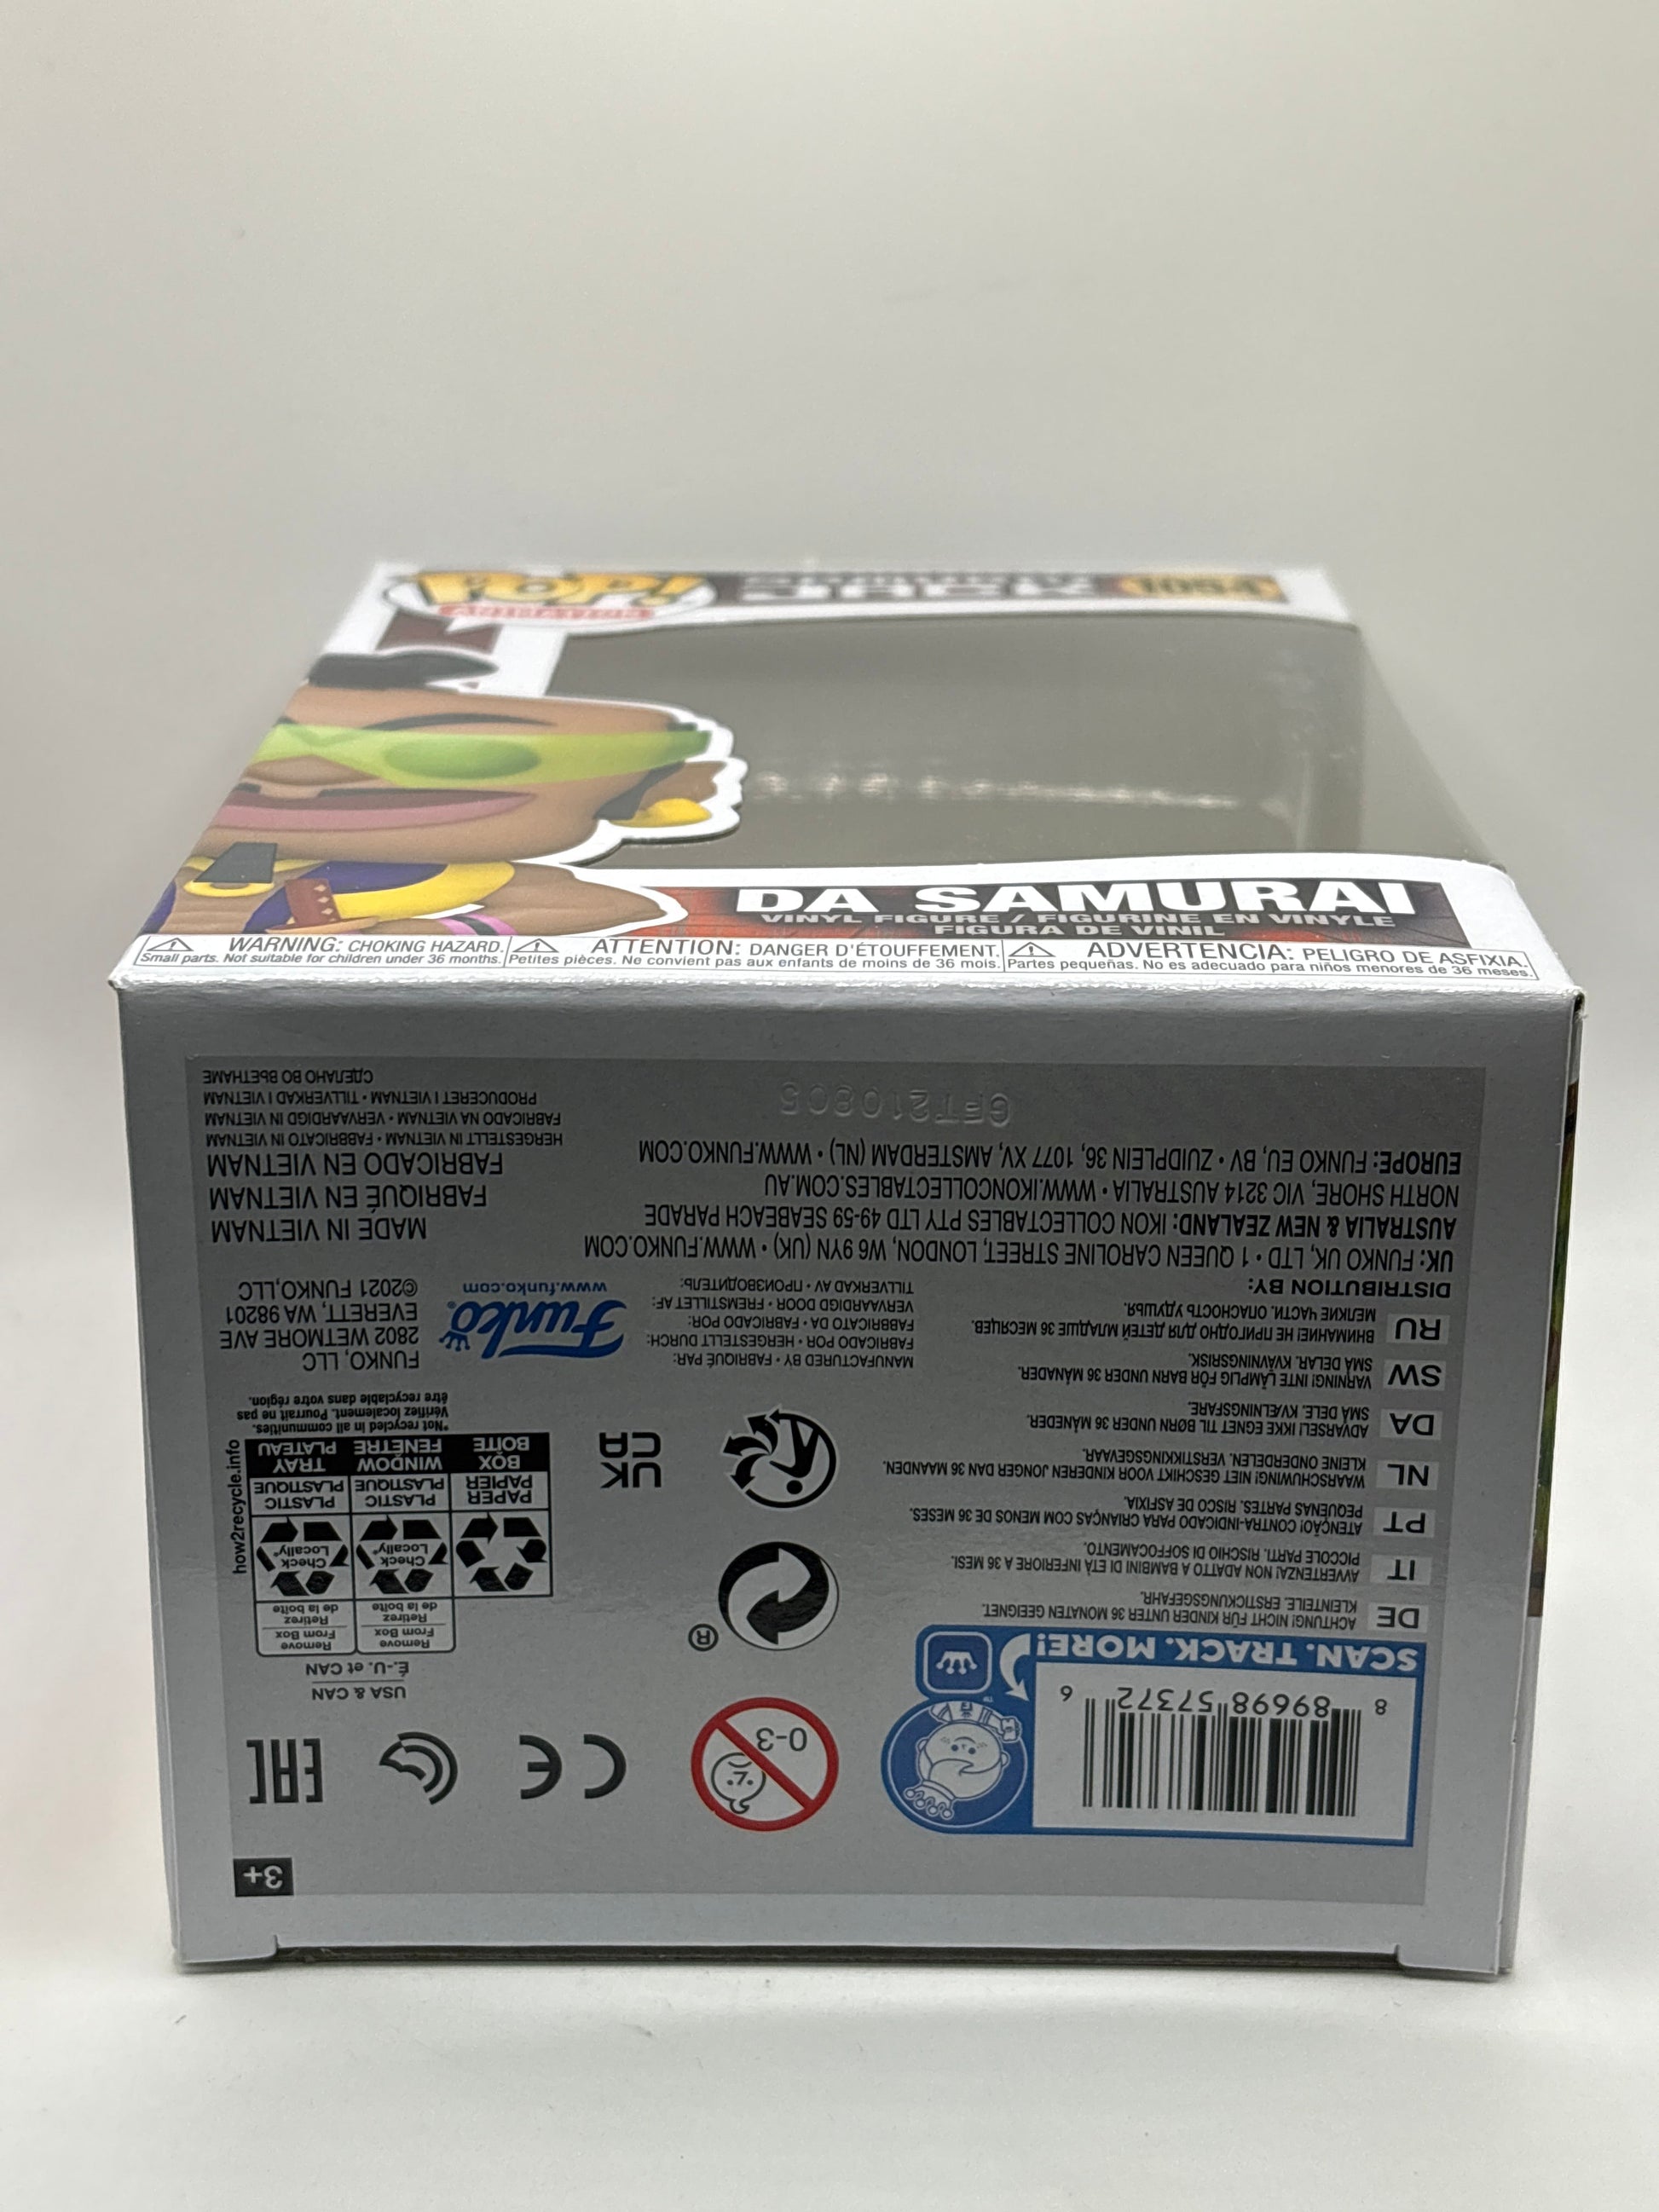 POP!
ANIMATION
SAMURAI
JACK
1054
DA SAMURAI
VINYL FIGURE / FIGURINE EN VINYLE
FIGURA DE VINIL
WARNING: CHOKING HAZARD.
Small parts. Not suitable for children under 36 months.
ATTENTION: DANGER D'ÉTOUFFEMENT.
Petites pièces. Ne convient pas aux enfants de moins de 36 mois.
ADVERTENCIA: PELIGRO DE ASFIXIA.
Partes pequeñas. No es adecuado para niños menores de 36 meses.
3+
8 89698 57372 6
SCAN. TRACK. MORE!
TM
0-3
CE
EAC
®
USA & CAN
É.-U. et CAN
Remove
From Box
Retirez
de la boîte
Remove
From Box
Retirez
de la boîte
Check
Locally*
Check
Locally*
PAPER
PAPIER
BOX
BOÎTE
PLASTIC
PLASTIQUE
WINDOW
FENÊTRE
PLASTIC
PLASTIQUE
TRAY
PLATEAU
how2recycle.info
*Not recycled in all communities.
Vérifiez localement. Pourrait ne pas
être recyclable dans votre région.
UK
CA
DE ACHTUNG! NICHT FÜR KINDER UNTER 36 MONATEN GEEIGNET.
KLEINTEILE. ERSTICKUNGSGEFAHR.
IT AVVERTENZA! NON ADATTO A BAMBINI DI ETÀ INFERIORE A 36 MESI.
PICCOLE PARTI. RISCHIO DI SOFFOCAMENTO.
PT ATENÇÃO! CONTRA-INDICADO PARA CRIANÇAS COM MENOS DE 36 MESES.
PEQUENAS PARTES. RISCO DE ASFIXIA.
NL WAARSCHUWING! NIET GESCHIKT VOOR KINDEREN JONGER DAN 36 MAANDEN.
KLEINE ONDERDELEN. VERSTIKKINGSGEVAAR.
DA ADVARSEL! IKKE EGNET TIL BØRN UNDER 36 MÅNEDER.
SMÅ DELE. KVÆLNINGSFARE.
SW VARNING! INTE LÄMPLIG FÖR BARN UNDER 36 MÅNADER.
SMÅ DELAR. KVÄVNINGSRISK.
RU ВНИМАНИЕ! НЕ ПРИГОДНО ДЛЯ ДЕТЕЙ МЛАДШЕ 36 МЕСЯЦЕВ.
МЕЛКИЕ ЧАСТИ. ОПАСНОСТЬ УДУШЬЯ.
MANUFACTURED BY • FABRIQUÉ PAR:
FABRICADO POR • HERGESTELLT DURCH:
FABBRICATO DA • FABRICADO POR:
VERVAARDIGD DOOR • FREMSTILLET AF:
TILLVERKAD AV • ПРОИЗВОДИТЕЛЬ:
Funko®
www.funko.com
FUNKO, LLC
2802 WETMORE AVE
EVERETT, WA 98201
©2021 FUNKO,LLC
DISTRIBUTION BY:
UK: FUNKO UK, LTD • 1 QUEEN CAROLINE STREET, LONDON, W6 9YN (UK) • WWW.FUNKO.COM
AUSTRALIA & NEW ZEALAND: IKON COLLECTABLES PTY LTD 49-59 SEABEACH PARADE
NORTH SHORE, VIC 3214 AUSTRALIA • WWW.IKONCOLLECTABLES.COM.AU
EUROPE: FUNKO EU, BV • ZUIDPLEIN 36, 1077 XV, AMSTERDAM (NL) • WWW.FUNKO.COM
MADE IN VIETNAM
FABRIQUÉ EN VIETNAM
FABRICADO EN VIETNAM
HERGESTELLT IN VIETNAM • FABBRICATO IN VIETNAM
FABRICADO NA VIETNAM • VERVAARDIGD IN VIETNAM
PRODUCERET I VIETNAM • TILLVERKAD I VIETNAM
СДЕЛАНО ВО ВЬЕТНАМЕ
GFT210805